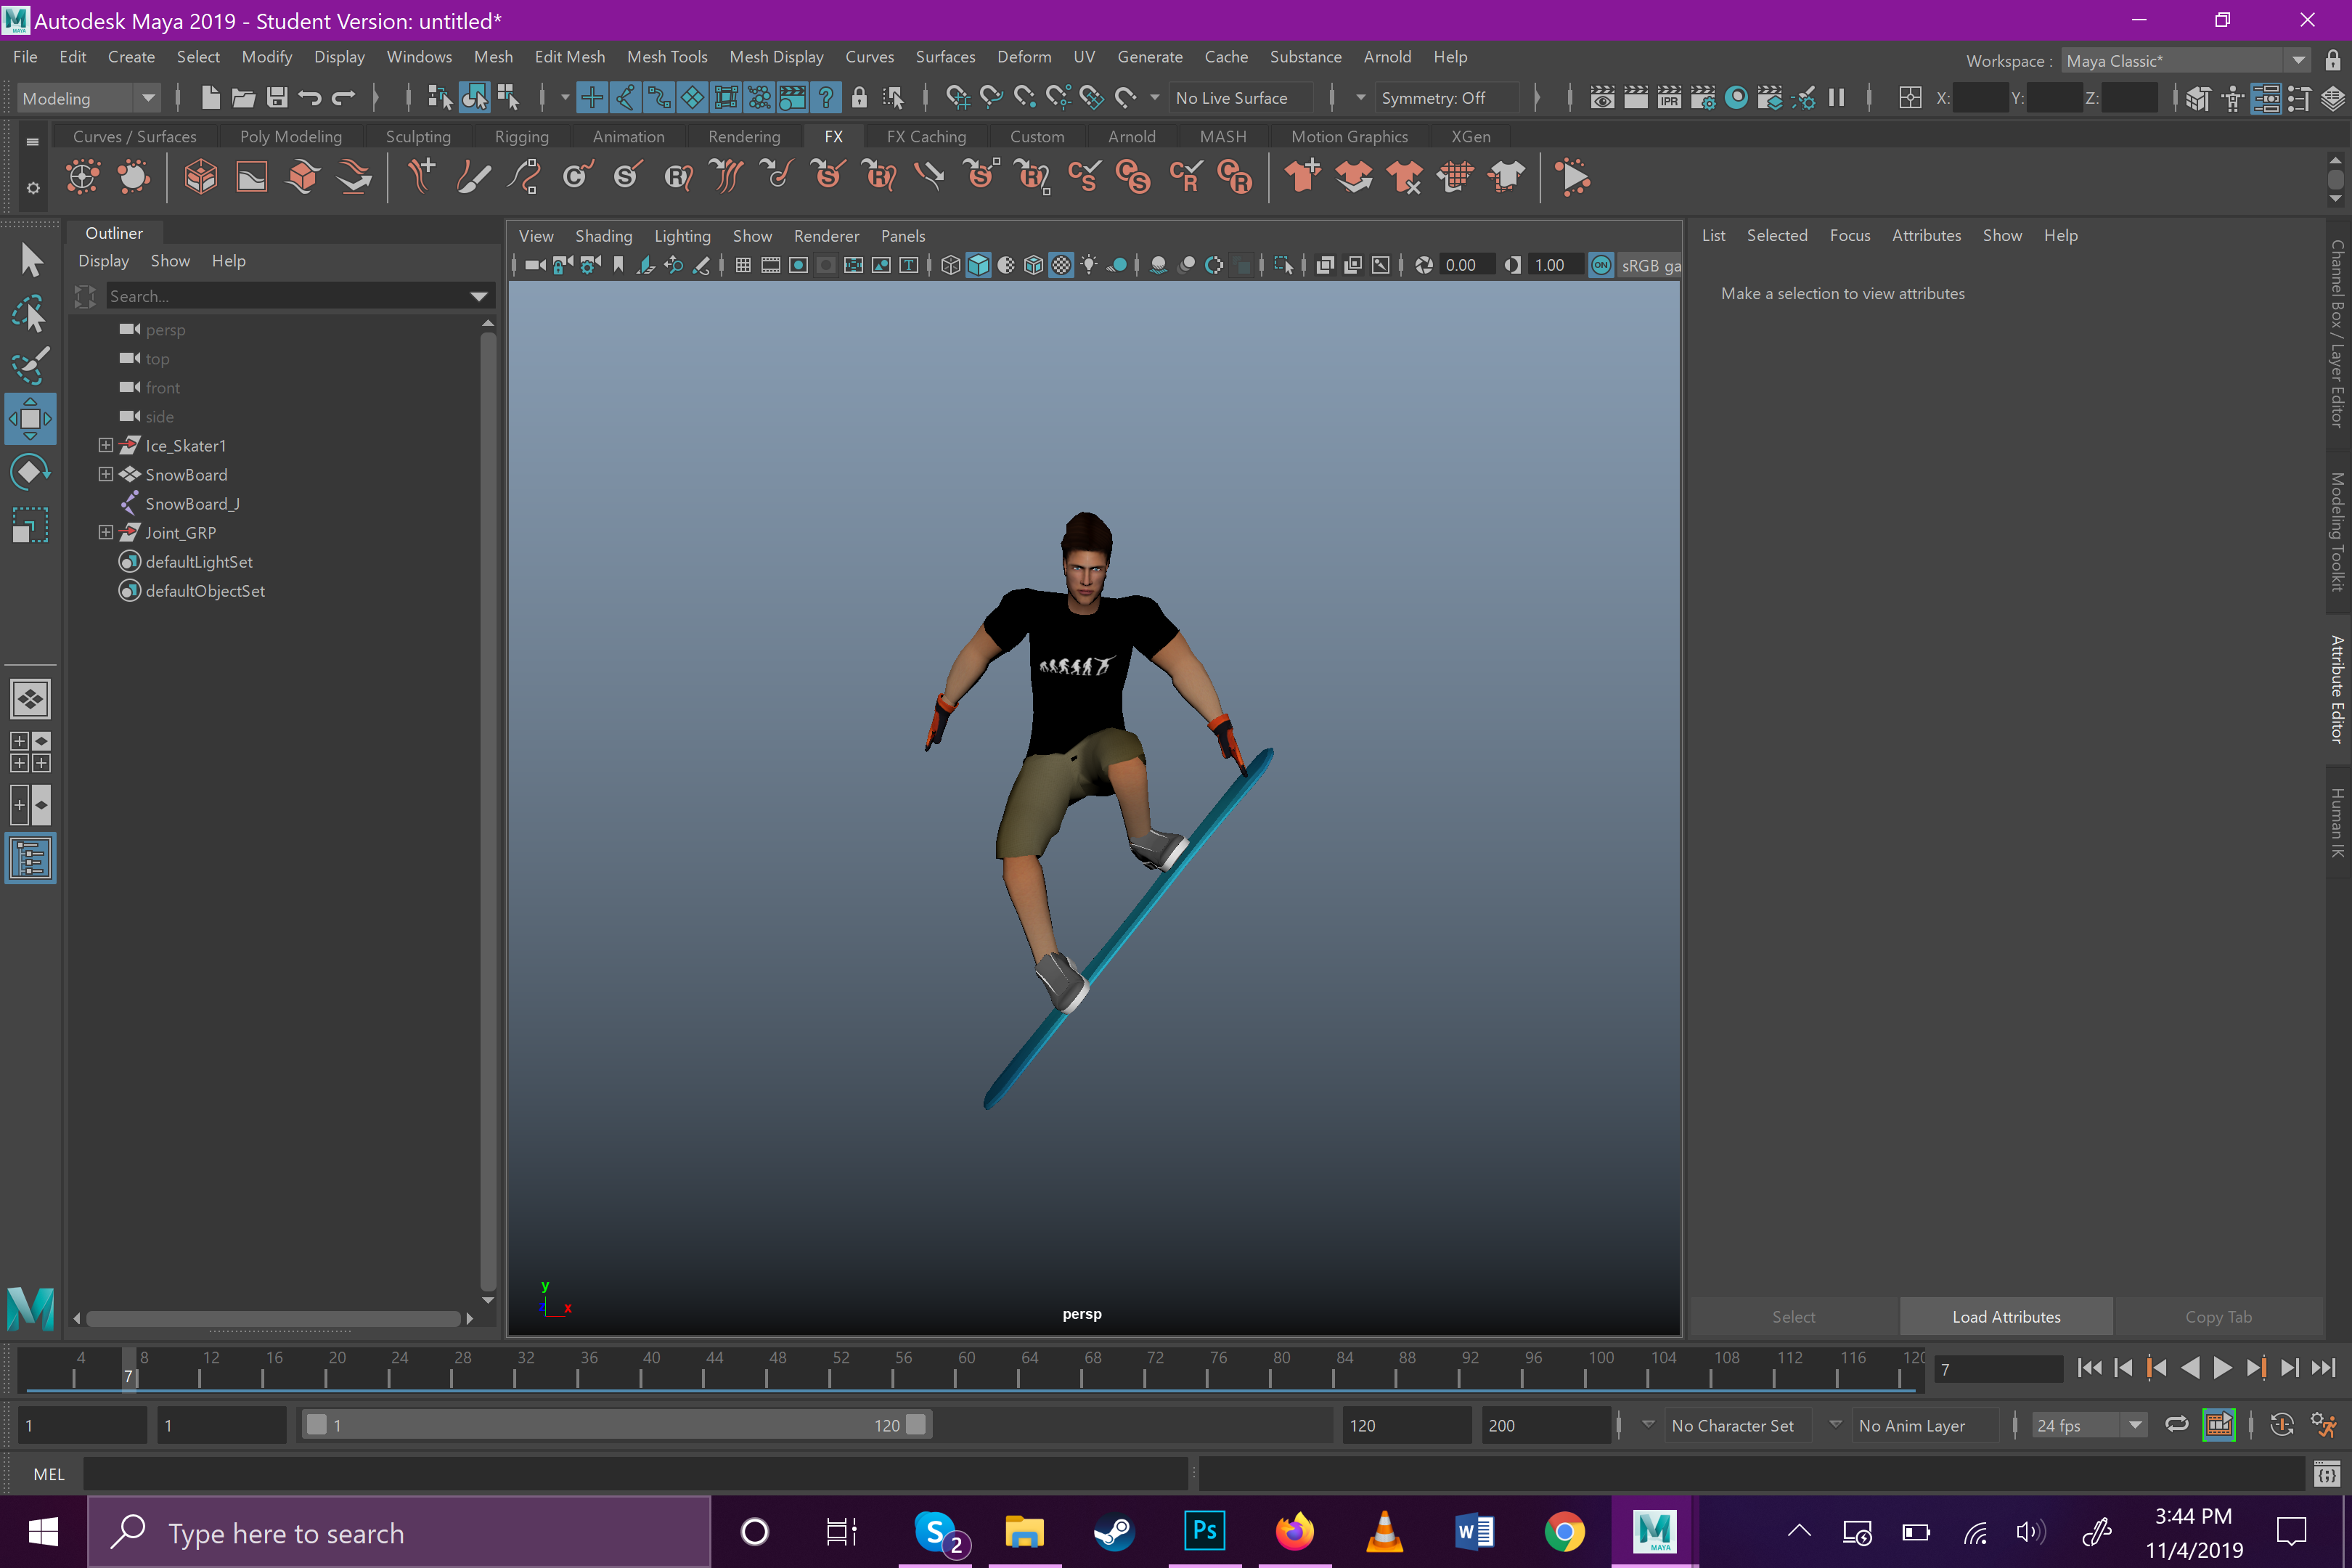 Autodesk Maya 2019 - Student Version: untitled*
File Edit Create Select Modify Display Windows Mesh Edit Mesh Mesh Tools Mesh Display Curves Surfaces Deform UV Generate Cache Substance Arnold Help
Workspace : Maya Classic*
Modeling No Live Surface Symmetry: Off IPR X: Y: Z:
Curves / Surfaces Poly Modeling Sculpting Rigging Animation Rendering FX FX Caching Custom Arnold MASH Motion Graphics XGen
Outliner
Display Show Help
Search...
persp
top
front
side
Ice_Skater1
SnowBoard
SnowBoard_J
Joint_GRP
defaultLightSet
defaultObjectSet
View Shading Lighting Show Renderer Panels
0.00 1.00 ON sRGB ga
y
x
persp
List Selected Focus Attributes Show Help
Make a selection to view attributes
Channel Box / Layer Editor
Modeling Toolkit
Attribute Editor
Human IK
Select Load Attributes Copy Tab
4 8 12 16 20 24 28 32 36 40 44 48 52 56 60 64 68 72 76 80 84 88 92 96 100 104 108 112 116 120
7 7
1 1 1 120 120 200 No Character Set No Anim Layer 24 fps
MEL
Type here to search
2
Ps
MAYA
3:44 PM
11/4/2019